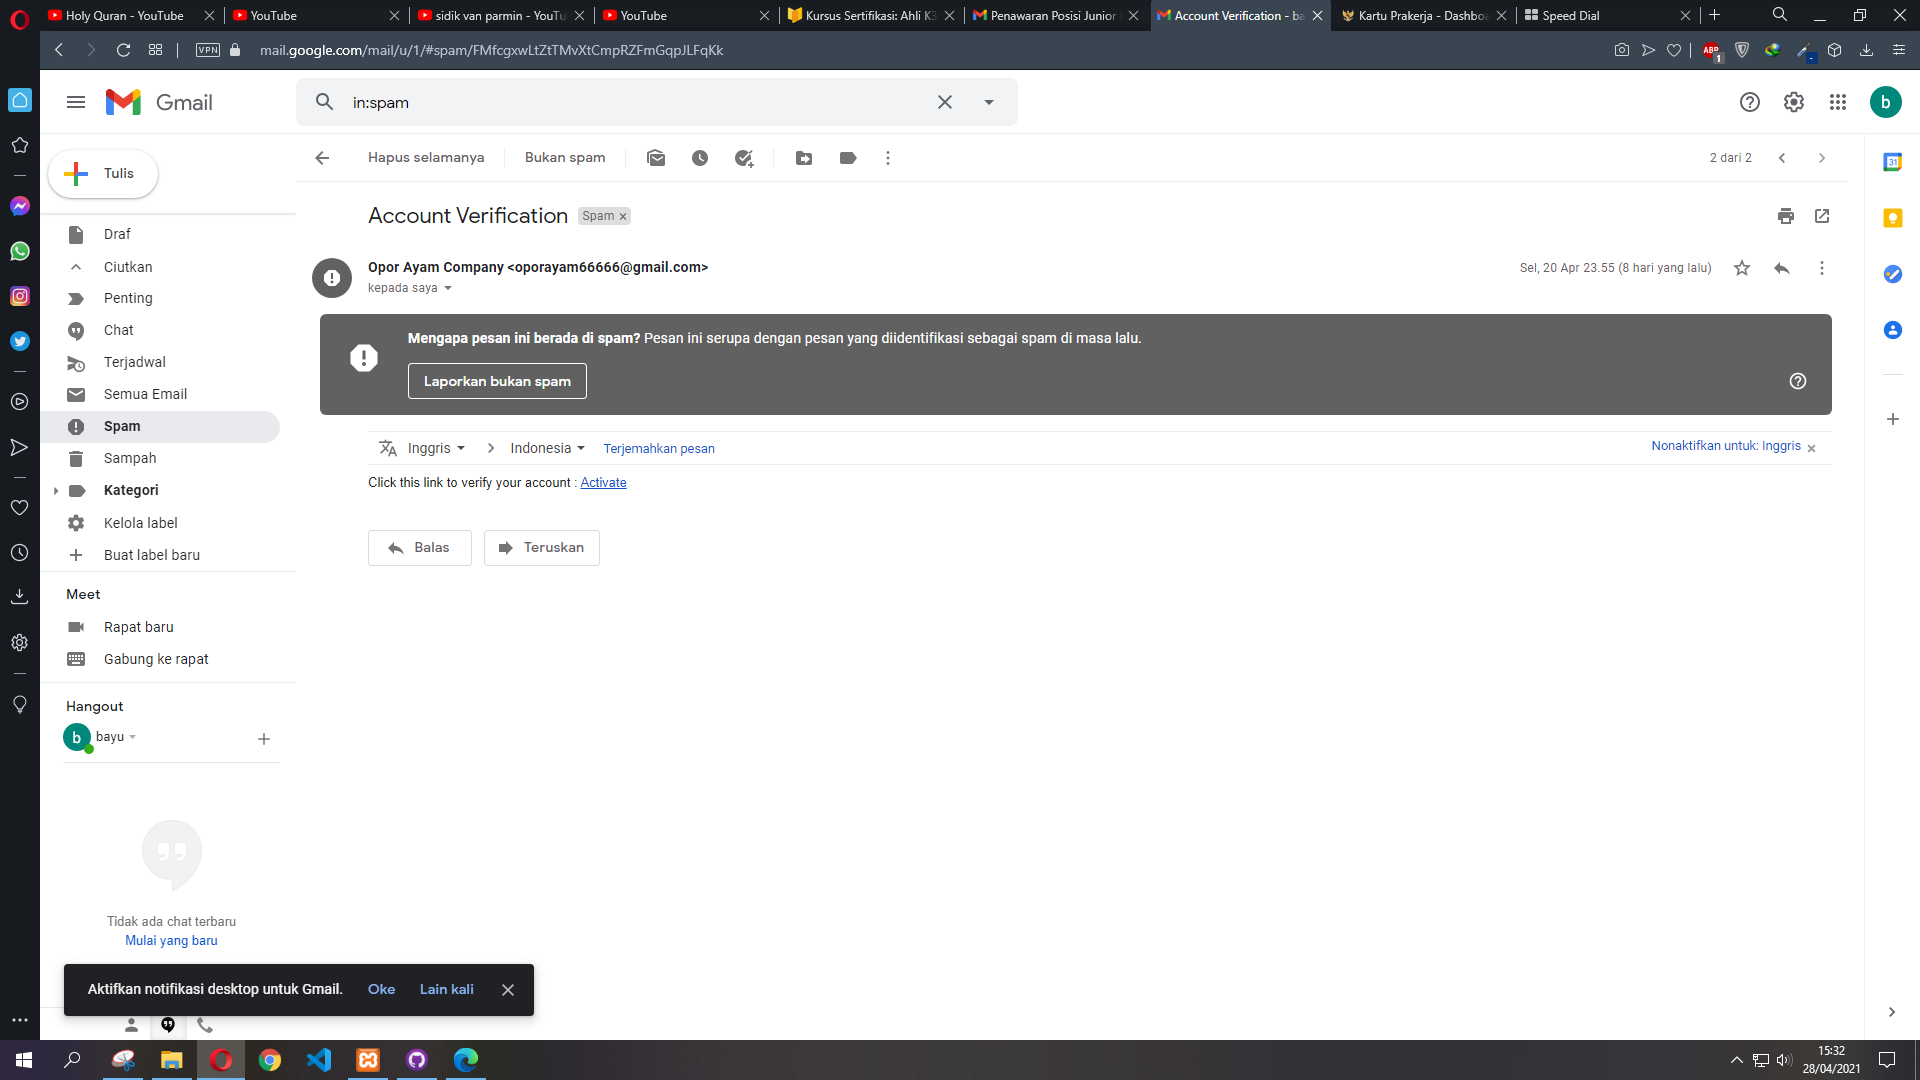 Holy Quran - YouTube
YouTube
sidik van parmin - YouTu
YouTube
Kursus Sertifikasi: Ahli K3
Penawaran Posisi Junior
Account Verification - ba
Kartu Prakerja - Dashboa
Speed Dial
VPN
mail.google.com/mail/u/1/#spam/FMfcgxwLtZtTMvXtCmpRZFmGqpJLFqKk
ABP
1
Gmail
in:spam
b
Tulis
Hapus selamanya
Bukan spam
2 dari 2
31
Account Verification
Spam
Opor Ayam Company <oporayam66666@gmail.com>
Sel, 20 Apr 23.55 (8 hari yang lalu)
kepada saya
Mengapa pesan ini berada di spam? Pesan ini serupa dengan pesan yang diidentifikasi sebagai spam di masa lalu.
Laporkan bukan spam
Inggris
Indonesia
Terjemahkan pesan
Nonaktifkan untuk: Inggris
Click this link to verify your account : Activate
Balas
Teruskan
Draf
Ciutkan
Penting
Chat
Terjadwal
Semua Email
Spam
Sampah
Kategori
Kelola label
Buat label baru
Meet
Rapat baru
Gabung ke rapat
Hangout
b
bayu
Tidak ada chat terbaru
Mulai yang baru
Aktifkan notifikasi desktop untuk Gmail.
Oke
Lain kali
15:32
28/04/2021